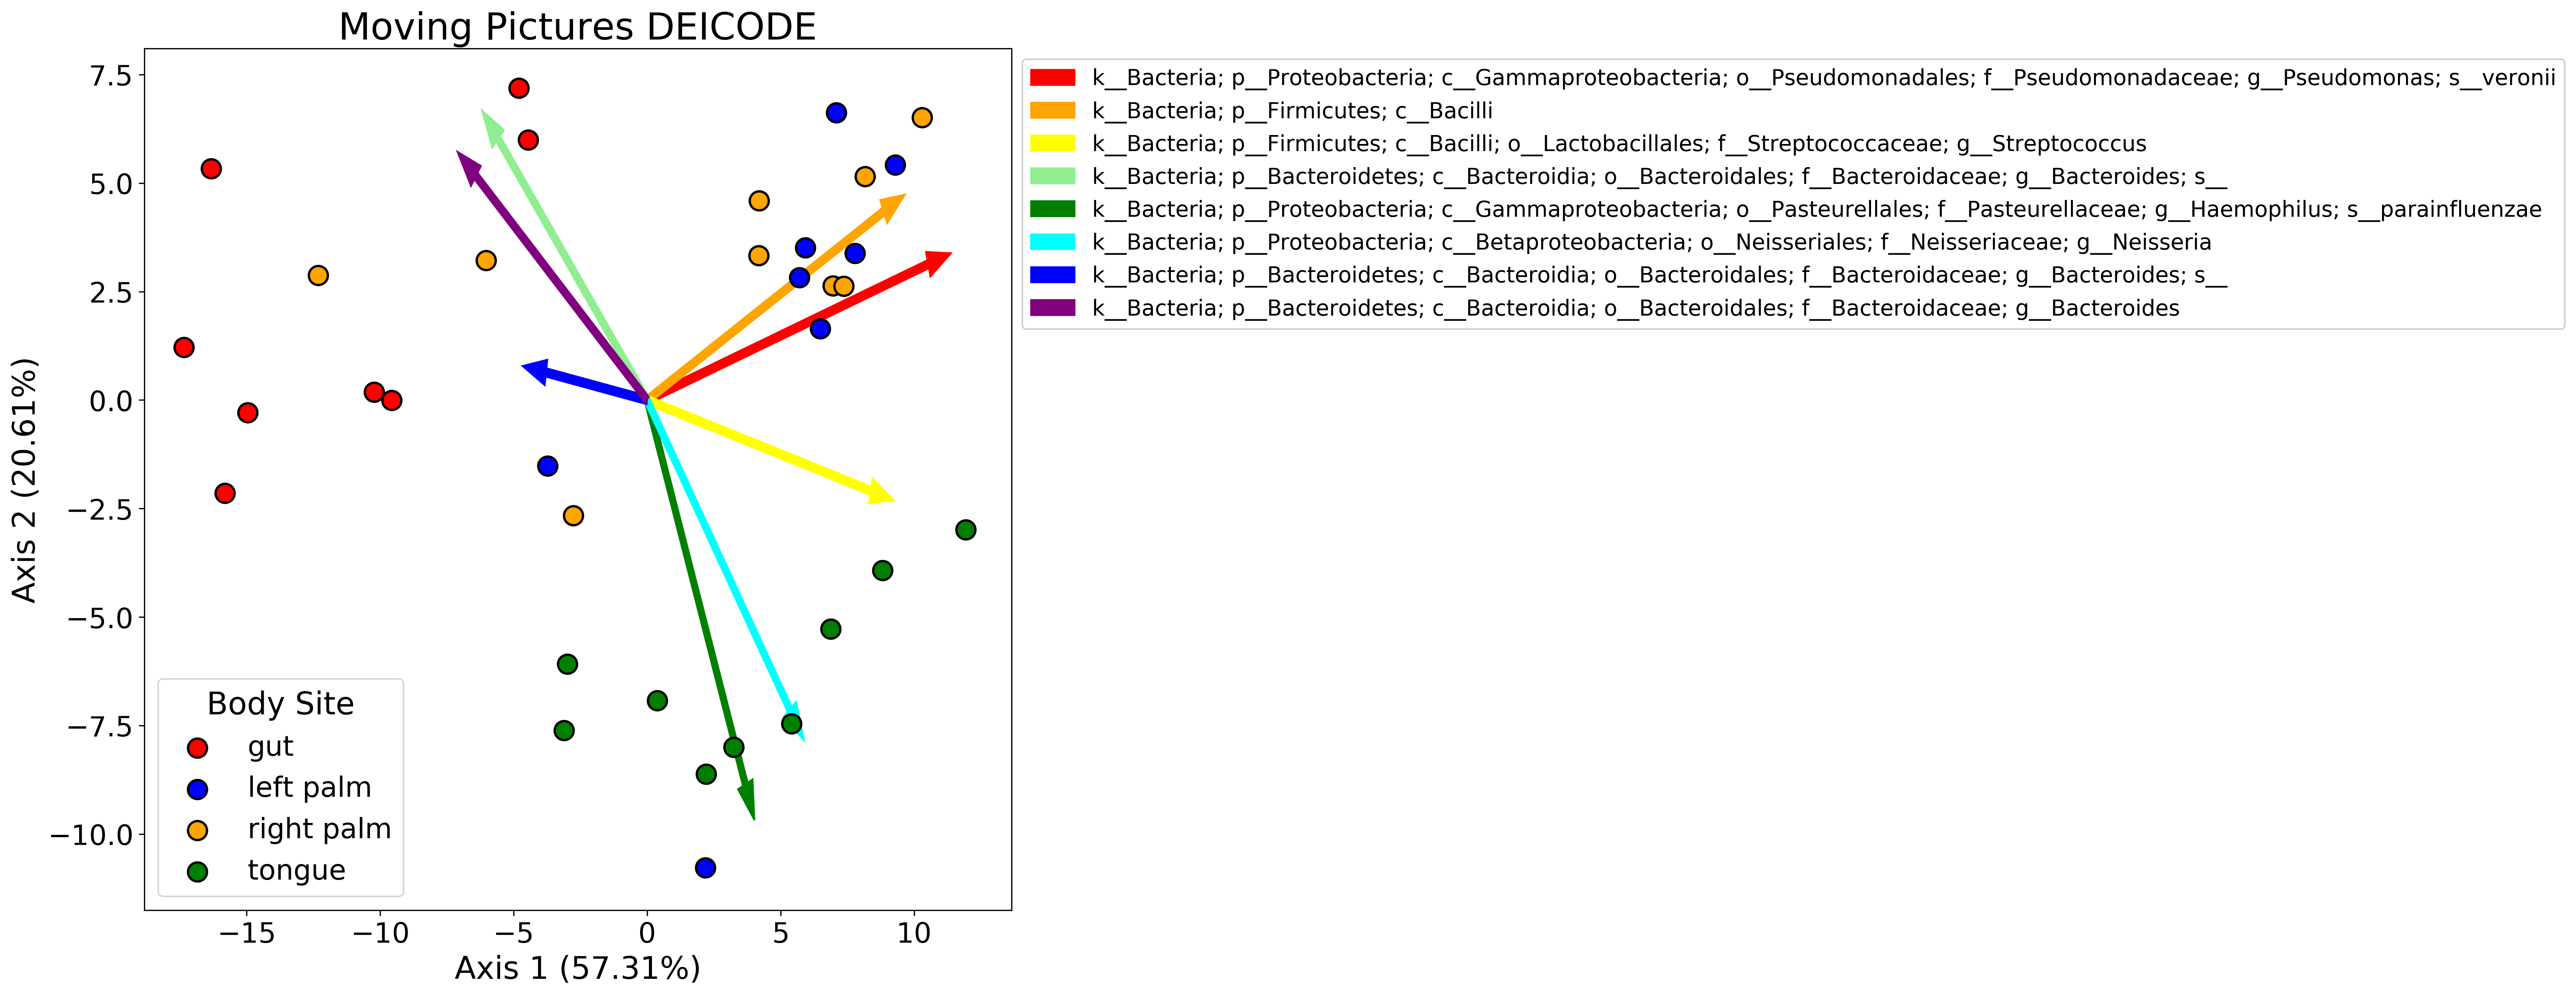 Moving Pictures DEICODE
7.5
5.0
2.5
0.0
−2.5
−5.0
−7.5
−10.0
Axis 2 (20.61%)
−15
−10
−5
0
5
10
Axis 1 (57.31%)
Body Site
gut
left palm
right palm
tongue
k__Bacteria; p__Proteobacteria; c__Gammaproteobacteria; o__Pseudomonadales; f__Pseudomonadaceae; g__Pseudomonas; s__veronii
k__Bacteria; p__Firmicutes; c__Bacilli
k__Bacteria; p__Firmicutes; c__Bacilli; o__Lactobacillales; f__Streptococcaceae; g__Streptococcus
k__Bacteria; p__Bacteroidetes; c__Bacteroidia; o__Bacteroidales; f__Bacteroidaceae; g__Bacteroides; s__
k__Bacteria; p__Proteobacteria; c__Gammaproteobacteria; o__Pasteurellales; f__Pasteurellaceae; g__Haemophilus; s__parainfluenzae
k__Bacteria; p__Proteobacteria; c__Betaproteobacteria; o__Neisseriales; f__Neisseriaceae; g__Neisseria
k__Bacteria; p__Bacteroidetes; c__Bacteroidia; o__Bacteroidales; f__Bacteroidaceae; g__Bacteroides; s__
k__Bacteria; p__Bacteroidetes; c__Bacteroidia; o__Bacteroidales; f__Bacteroidaceae; g__Bacteroides